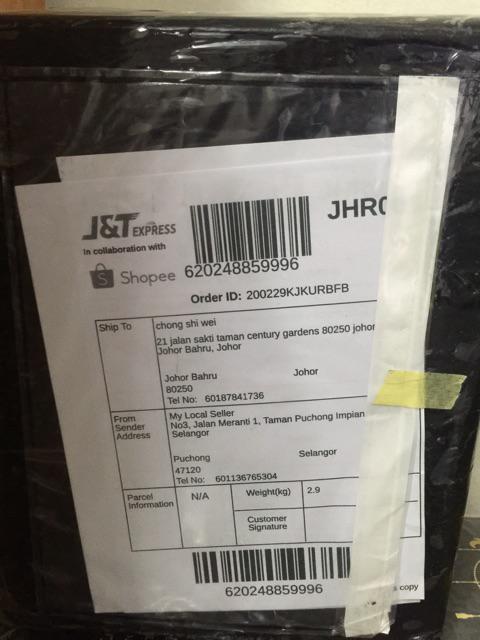 J&T EXPRESS
JHR
In collaboration with
Shopee
620248859996
Order ID: 200229KJKURBFB
Ship To
chong shi wei
21 jalan sakti taman century gardens 80250 johor
Johor Bahru, Johor
Johor Bahru Johor
80250
Tel No: 60187841736
From
Sender
Address
My Local Seller
No3, Jalan Meranti 1, Taman Puchong Impian
Selangor
Puchong Selangor
47120
Tel No: 601136765304
Parcel
Information
N/A
Weight(kg) 2.9
Customer
Signature
620248859996
copy